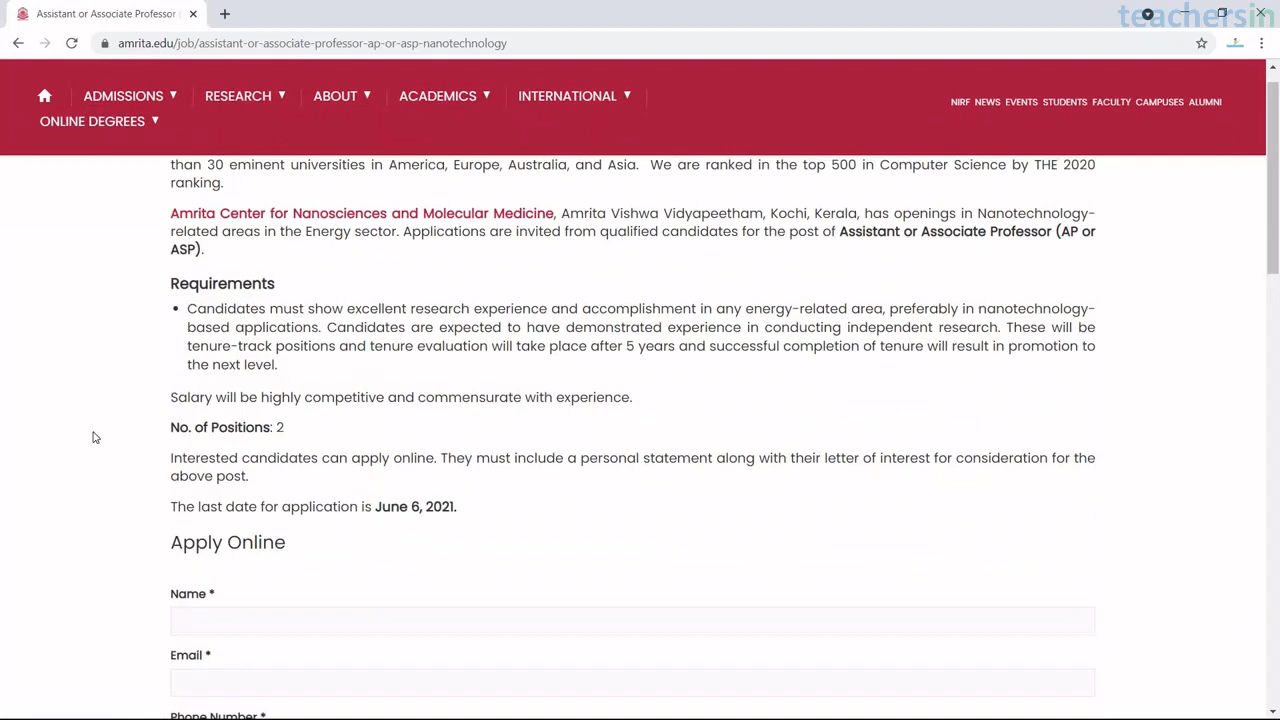 teachersin
Assistant or Associate Professor
amrita.edu/job/assistant-or-associate-professor-ap-or-asp-nanotechnology
ADMISSIONS ▼ RESEARCH ▼ ABOUT ▼ ACADEMICS ▼ INTERNATIONAL ▼
NIRF NEWS EVENTS STUDENTS FACULTY CAMPUSES ALUMNI
ONLINE DEGREES ▼
than 30 eminent universities in America, Europe, Australia, and Asia. We are ranked in the top 500 in Computer Science by THE 2020
ranking.
Amrita Center for Nanosciences and Molecular Medicine, Amrita Vishwa Vidyapeetham, Kochi, Kerala, has openings in Nanotechnology-
related areas in the Energy sector. Applications are invited from qualified candidates for the post of Assistant or Associate Professor (AP or
ASP).
Requirements
• Candidates must show excellent research experience and accomplishment in any energy-related area, preferably in nanotechnology-
based applications. Candidates are expected to have demonstrated experience in conducting independent research. These will be
tenure-track positions and tenure evaluation will take place after 5 years and successful completion of tenure will result in promotion to
the next level.
Salary will be highly competitive and commensurate with experience.
No. of Positions: 2
Interested candidates can apply online. They must include a personal statement along with their letter of interest for consideration for the
above post.
The last date for application is June 6, 2021.
Apply Online
Name *
Email *
Phone Number *